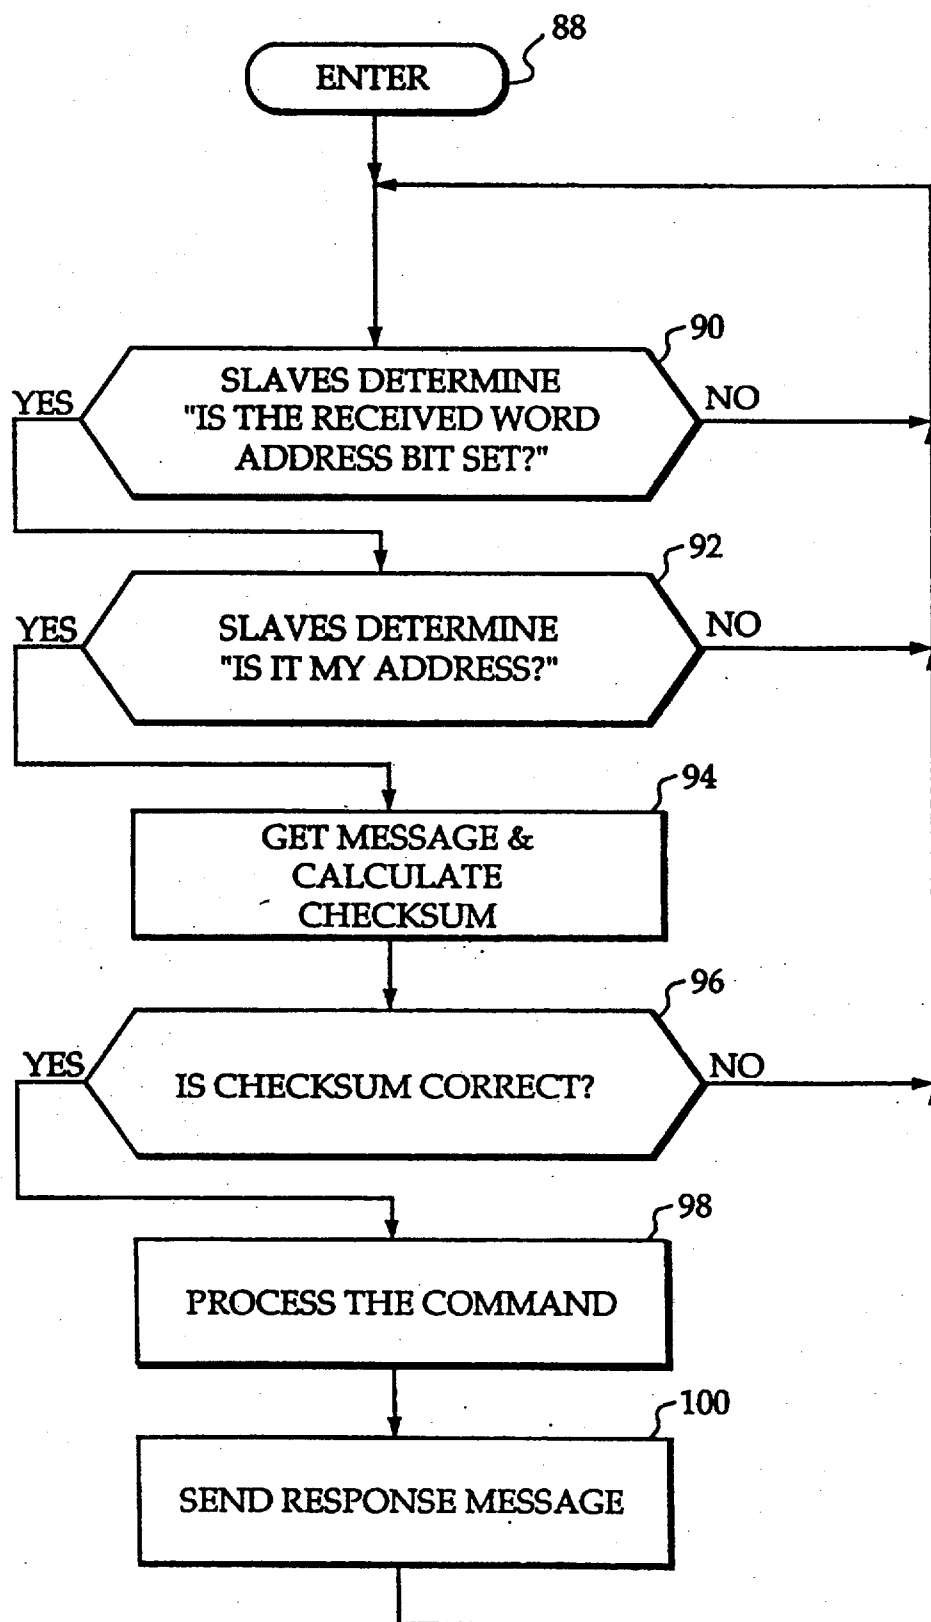 88
ENTER
90
SLAVES DETERMINE
YES
NO
"IS THE RECEIVED WORD
ADDRESS BIT SET?"
92
YES
NO
SLAVES DETERMINE
"IS IT MY ADDRESS?"
94
GET MESSAGE &
CALCULATE
CHECKSUM
96
YES
NO
IS CHECKSUM CORRECT?
98
PROCESS THE COMMAND
100
SEND RESPONSE MESSAGE